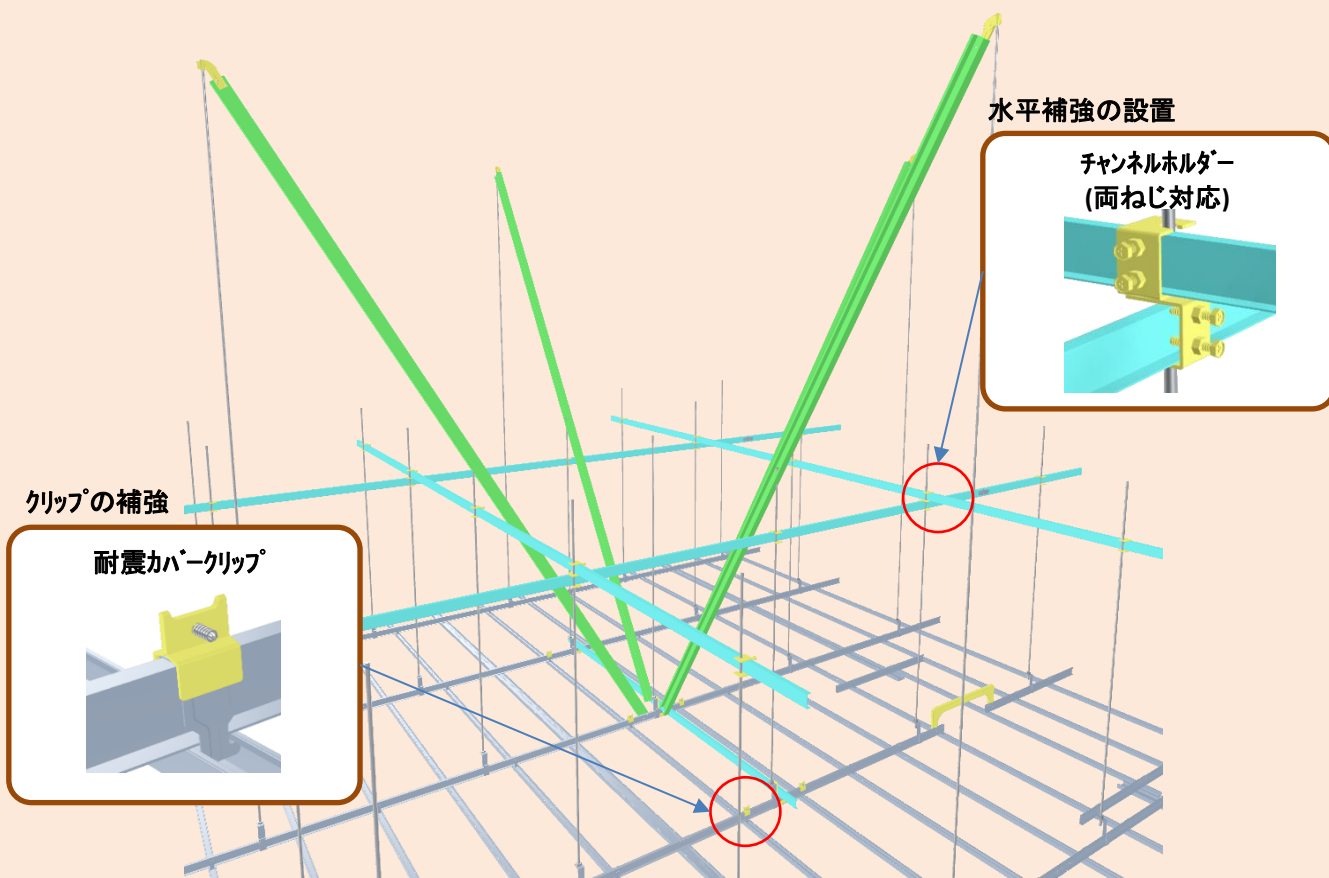 水平補強の設置
チャンネルホルダー
(両ねじ対応)
クリップの補強
耐震カバークリップ